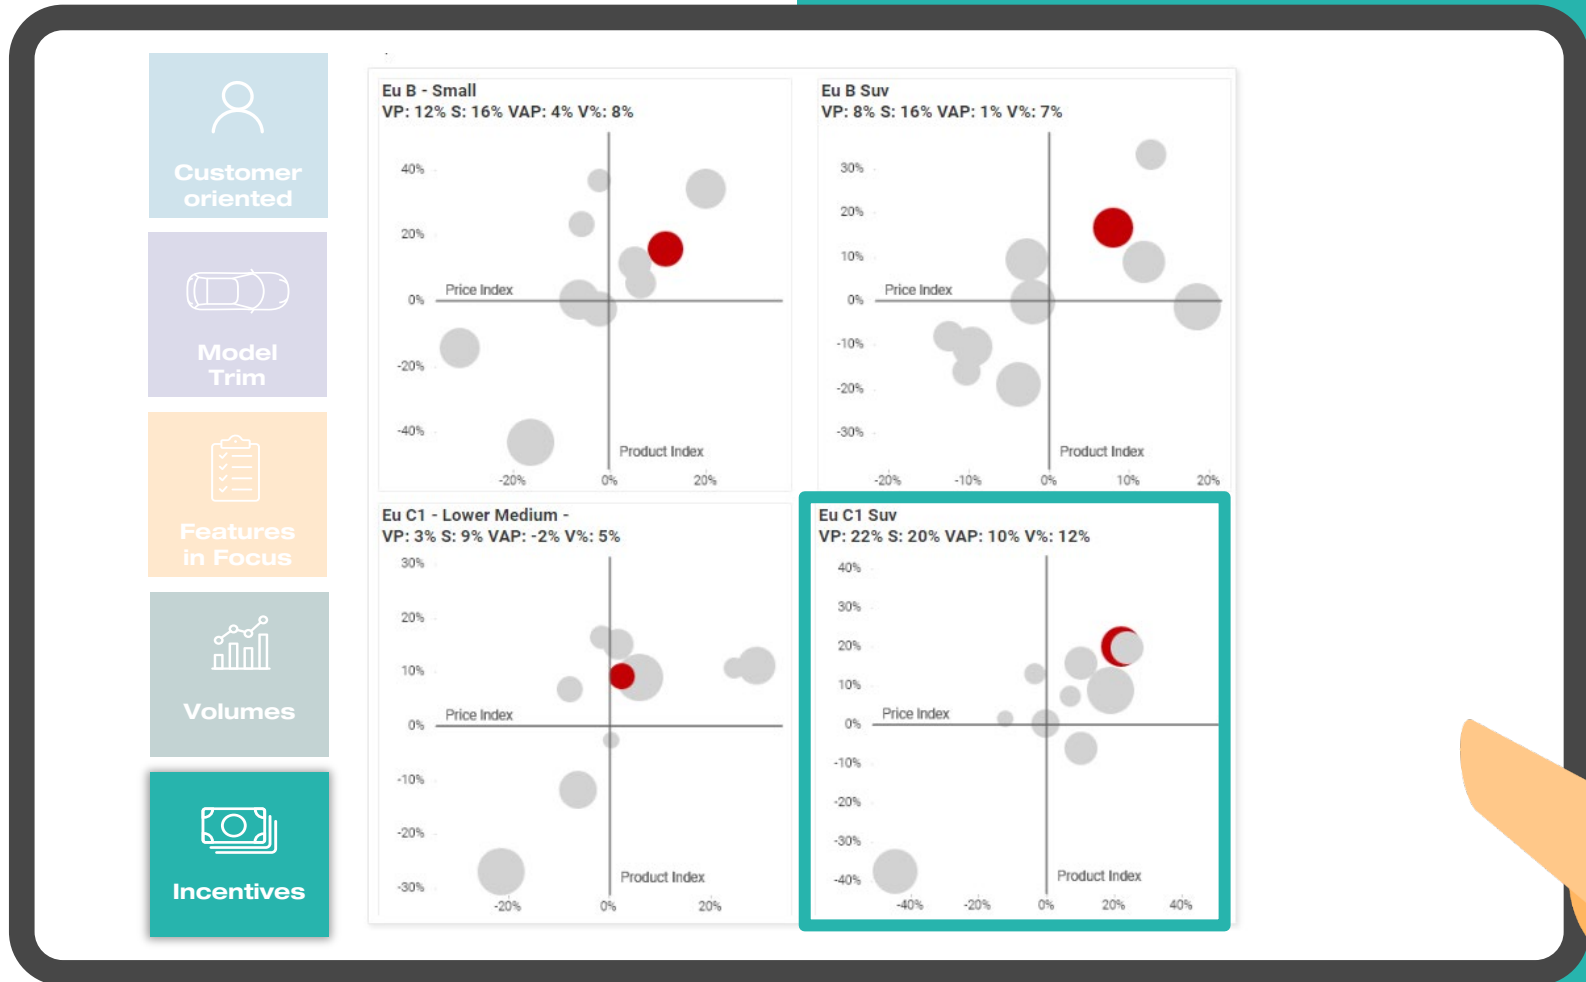 Customer
oriented
Model
Trim
Features
in Focus
Volumes
Incentives
Eu B - Small
VP: 12% S: 16% VAP: 4% V%: 8%
40%
20%
Price Index
0%
-20%
-40%
Product Index
-20% 0% 20%
Eu B Suv
VP: 8% S: 16% VAP: 1% V%: 7%
30%
20%
10%
Price Index
0%
-10%
-20%
-30%
Product Index
-20% -10% 0% 10% 20%
Eu C1 - Lower Medium -
VP: 3% S: 9% VAP: -2% V%: 5%
30%
20%
10%
Price Index
0%
-10%
-20%
-30%
Product Index
-20% 0% 20%
Eu C1 Suv
VP: 22% S: 20% VAP: 10% V%: 12%
40%
30%
20%
10%
Price Index
0%
-10%
-20%
-30%
-40%
Product Index
-40% -20% 0% 20% 40%